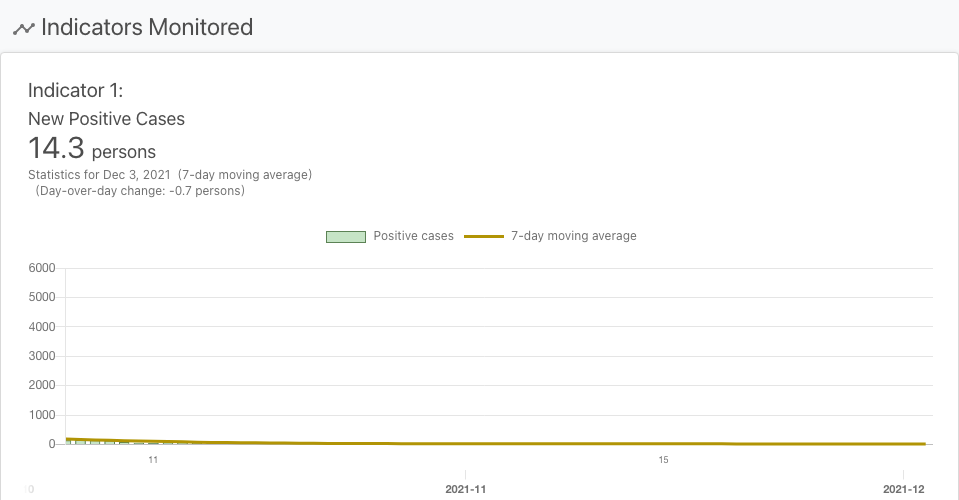 Indicators Monitored
Indicator 1:
New Positive Cases
14.3 persons
Statistics for Dec 3, 2021 (7-day moving average)
(Day-over-day change: -0.7 persons)
Positive cases 7-day moving average
6000
5000
4000
3000
2000
1000
0
11 15
0 2021-11 2021-12